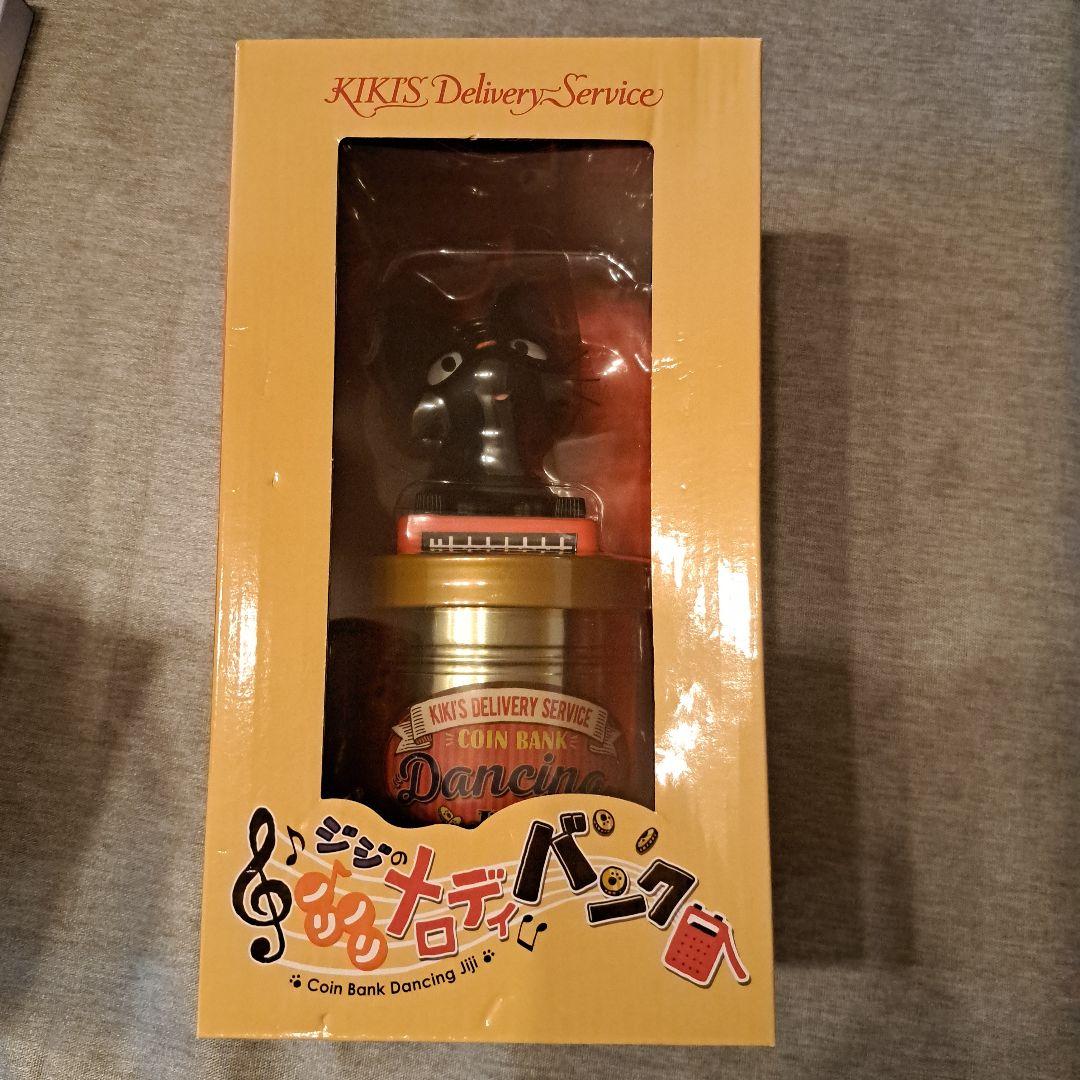 KIKI'S Delivery Service
KIKI'S DELIVERY SERVICE
COIN BANK
Dancing
ジジの
メロディバンク
Coin Bank Dancing Jiji